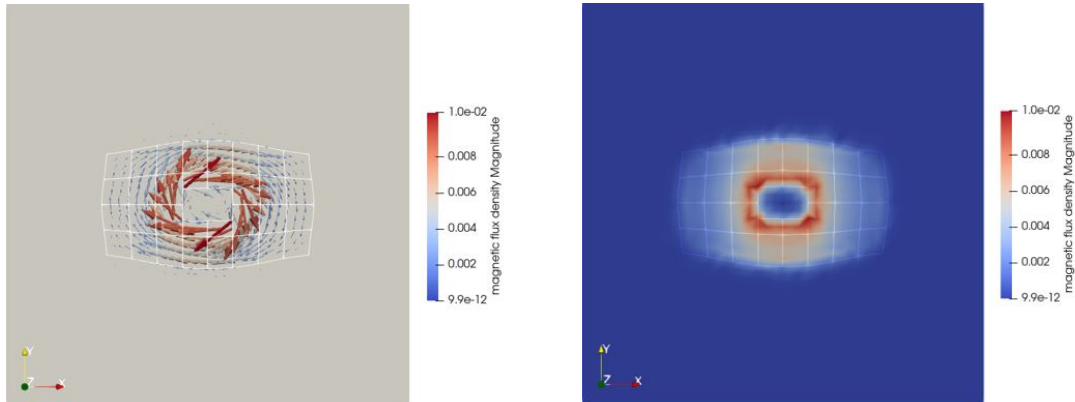 1.0e-02
0.008
0.006
0.004
0.002
9.9e-12
magnetic flux density Magnitude
Y
Z
X
1.0e-02
0.008
0.006
0.004
0.002
9.9e-12
magnetic flux density Magnitude
Y
Z
X